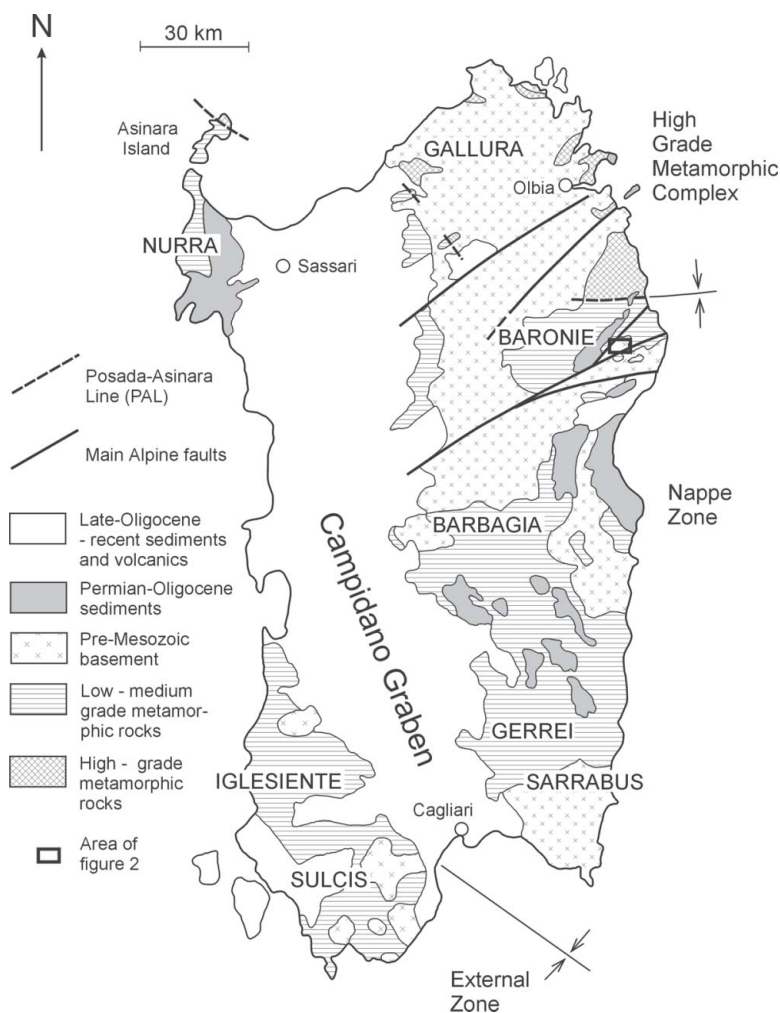 N
30 km
Asinara
Island
GALLURA
High
Grade
Metamorphic
Complex
Olbia
NURRA
Sassari
BARONIE
Posada-Asinara
Line (PAL)
Main Alpine faults
Nappe
Zone
Late-Oligocene
- recent sediments
and volcanics
BARBAGIA
Permian-Oligocene
sediments
Campidano Graben
Pre-Mesozoic
basement
Low - medium
grade metamor-
phic rocks
GERREI
High - grade
metamorphic
rocks
IGLESIENTE
SARRABUS
Cagliari
Area of
figure 2
SULCIS
External
Zone